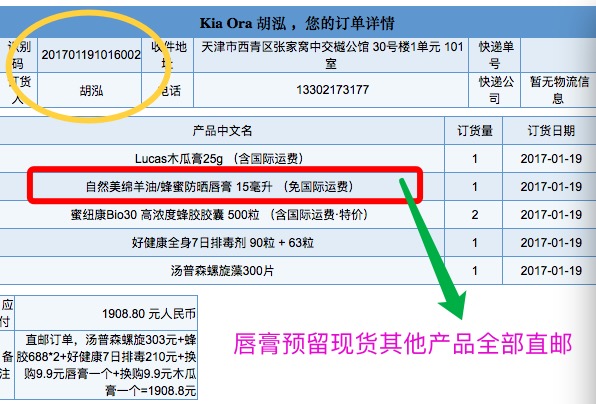 Kia Ora 胡泓 ，您的订单详情
识别码 201701191016002 收件地址 天津市西青区张家窝中交樾公馆 30号楼1单元 101室 快递单号
订货人 胡泓 电话 13302173177 快递公司 暂无物流信息
产品中文名 订货量 订货日期
Lucas木瓜膏25g （含国际运费） 1 2017-01-19
自然美绵羊油/蜂蜜防晒唇膏 15毫升 （免国际运费） 1 2017-01-19
蜜纽康Bio30 高浓度蜂胶胶囊 500粒 （含国际运费·特价） 2 2017-01-19
好健康全身7日排毒剂 90粒 + 63粒 1 2017-01-19
汤普森螺旋藻300片 1 2017-01-19
应付 1908.80 元人民币
备注 直邮订单，汤普森螺旋303元+蜂
胶688*2+好健康7日排毒210元+换
购9.9元唇膏一个+换购9.9元木瓜
膏一个=1908.8元
唇膏预留现货其他产品全部直邮